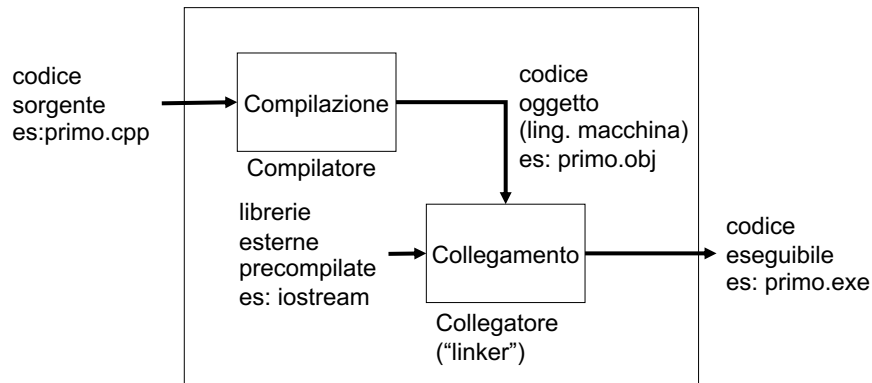 codice
sorgente
es:primo.cpp
Compilazione
Compilatore
codice
oggetto
(ling. macchina)
es: primo.obj
librerie
esterne
precompilate
es: iostream
Collegamento
Collegatore
(“linker”)
codice
eseguibile
es: primo.exe